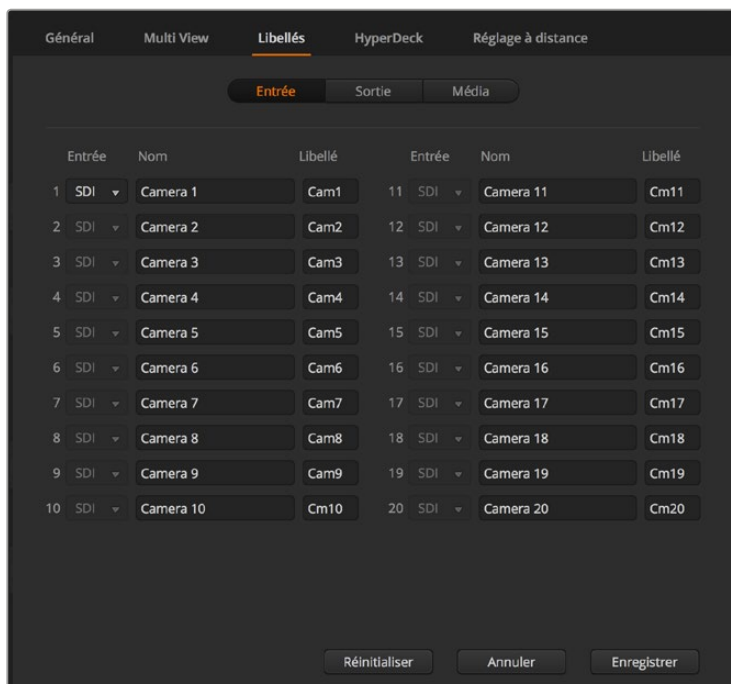 Général Multi View Libellés HyperDeck Réglage à distance
Entrée Sortie Média
Entrée Nom Libellé Entrée Nom Libellé
1 SDI Camera 1 Cam1 11 SDI Camera 11 Cm11
2 SDI Camera 2 Cam2 12 SDI Camera 12 Cm12
3 SDI Camera 3 Cam3 13 SDI Camera 13 Cm13
4 SDI Camera 4 Cam4 14 SDI Camera 14 Cm14
5 SDI Camera 5 Cam5 15 SDI Camera 15 Cm15
6 SDI Camera 6 Cam6 16 SDI Camera 16 Cm16
7 SDI Camera 7 Cam7 17 SDI Camera 17 Cm17
8 SDI Camera 8 Cam8 18 SDI Camera 18 Cm18
9 SDI Camera 9 Cam9 19 SDI Camera 19 Cm19
10 SDI Camera 10 Cm10 20 SDI Camera 20 Cm20
Réinitialiser Annuler Enregistrer